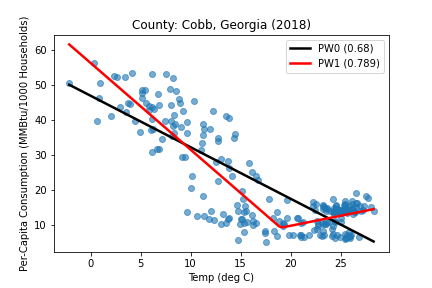 County: Cobb, Georgia (2018)
PW0 (0.68)
PW1 (0.789)
Per-Capita Consumption (MMBtu/1000 Households)
60
50
40
30
20
10
0
5
10
15
20
25
Temp (deg C)